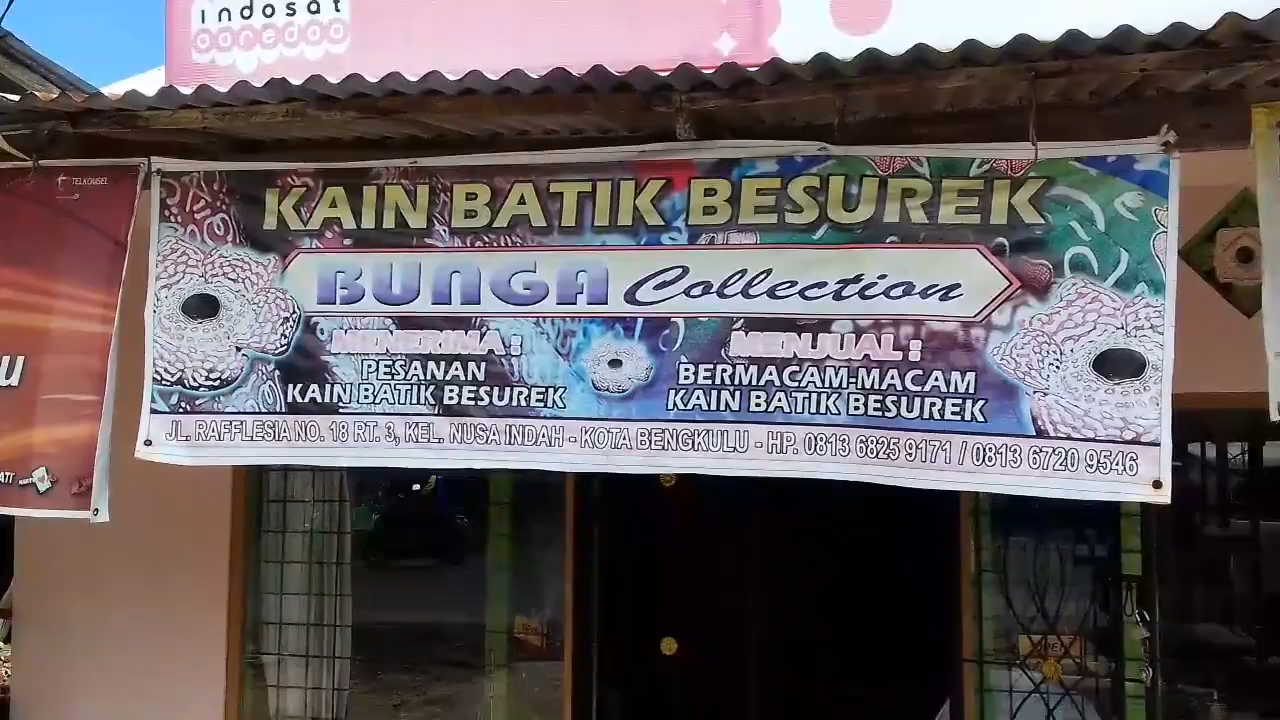 indosat
ooredoo
TELKOMSEL
KAIN BATIK BESUREK
BUNGA Collection
MENERIMA :
PESANAN
KAIN BATIK BESUREK
MENJUAL :
BERMACAM-MACAM
KAIN BATIK BESUREK
JL. RAFFLESIA NO. 18 RT. 3, KEL. NUSA INDAH - KOTA BENGKULU - HP. 0813 6825 9171 / 0813 6720 9546
OPEN